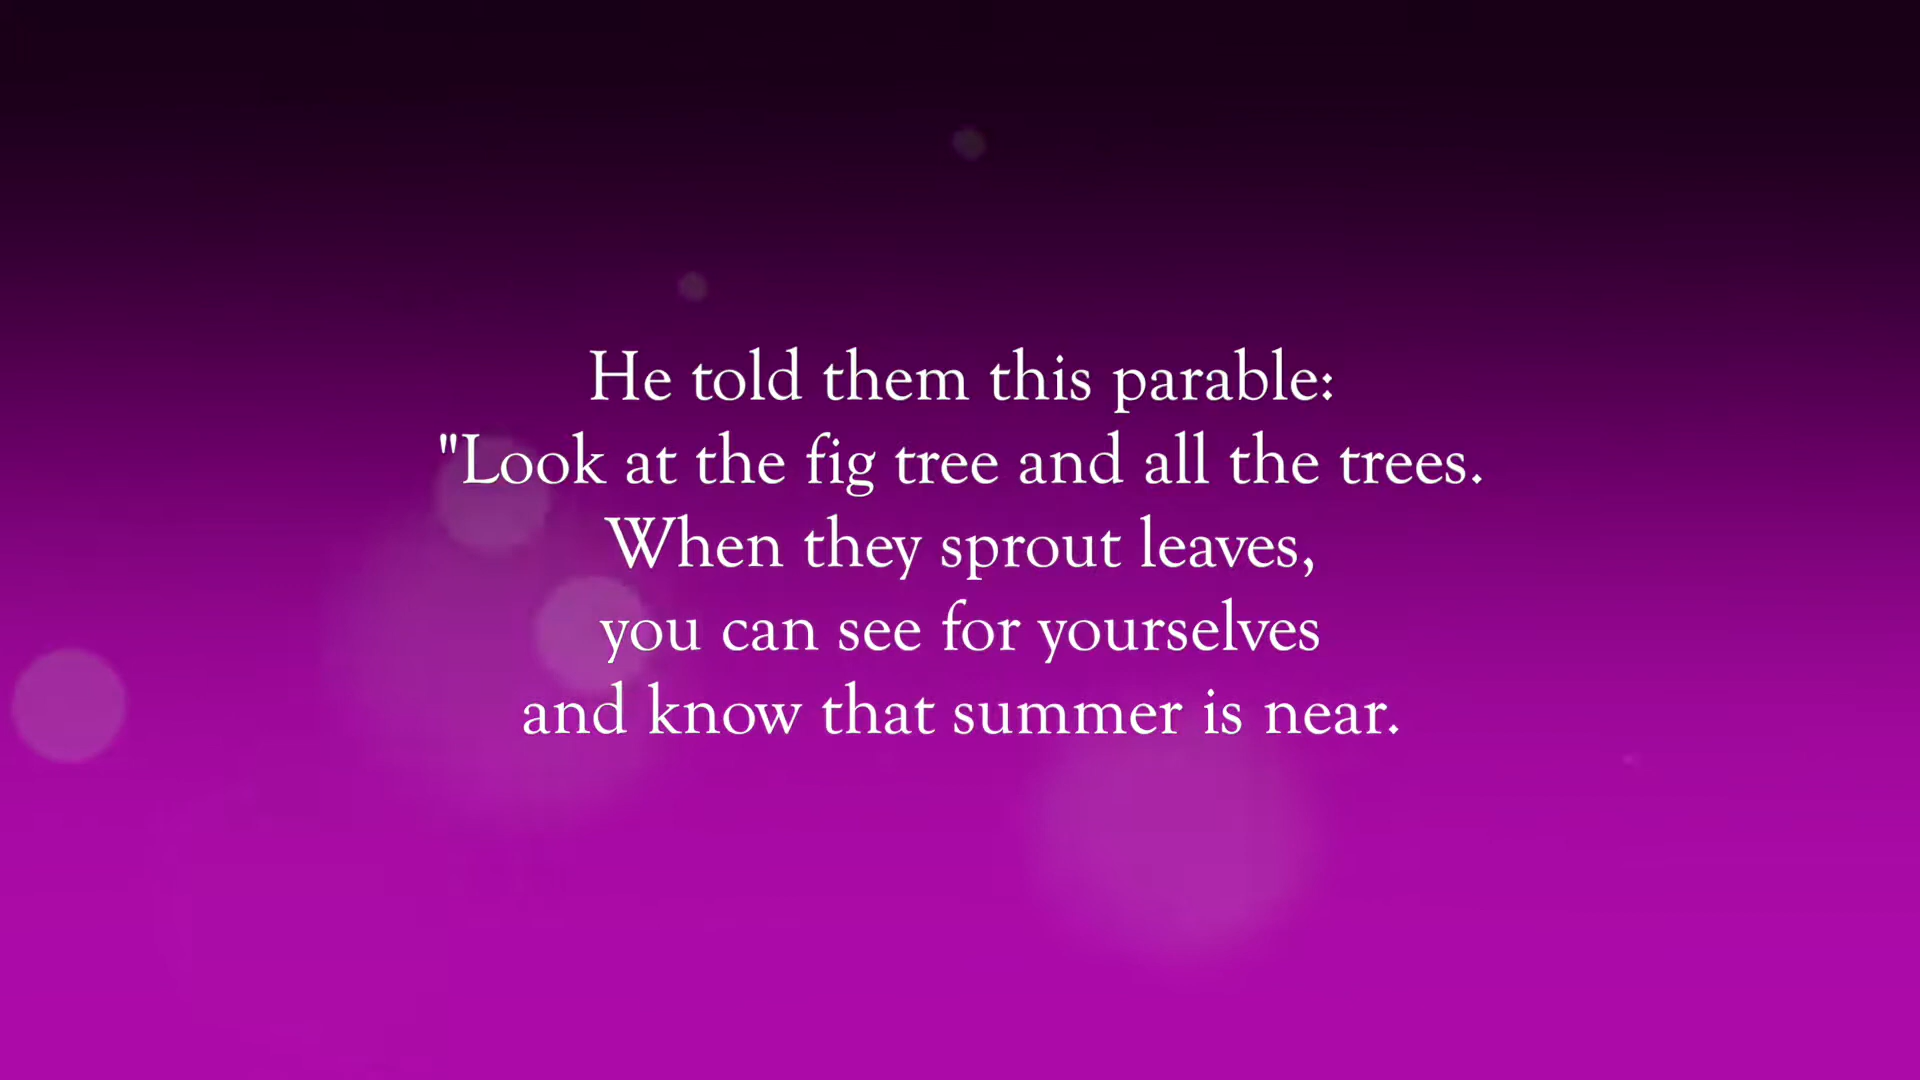 He told them this parable:
"Look at the fig tree and all the trees.
When they sprout leaves,
you can see for yourselves
and know that summer is near.